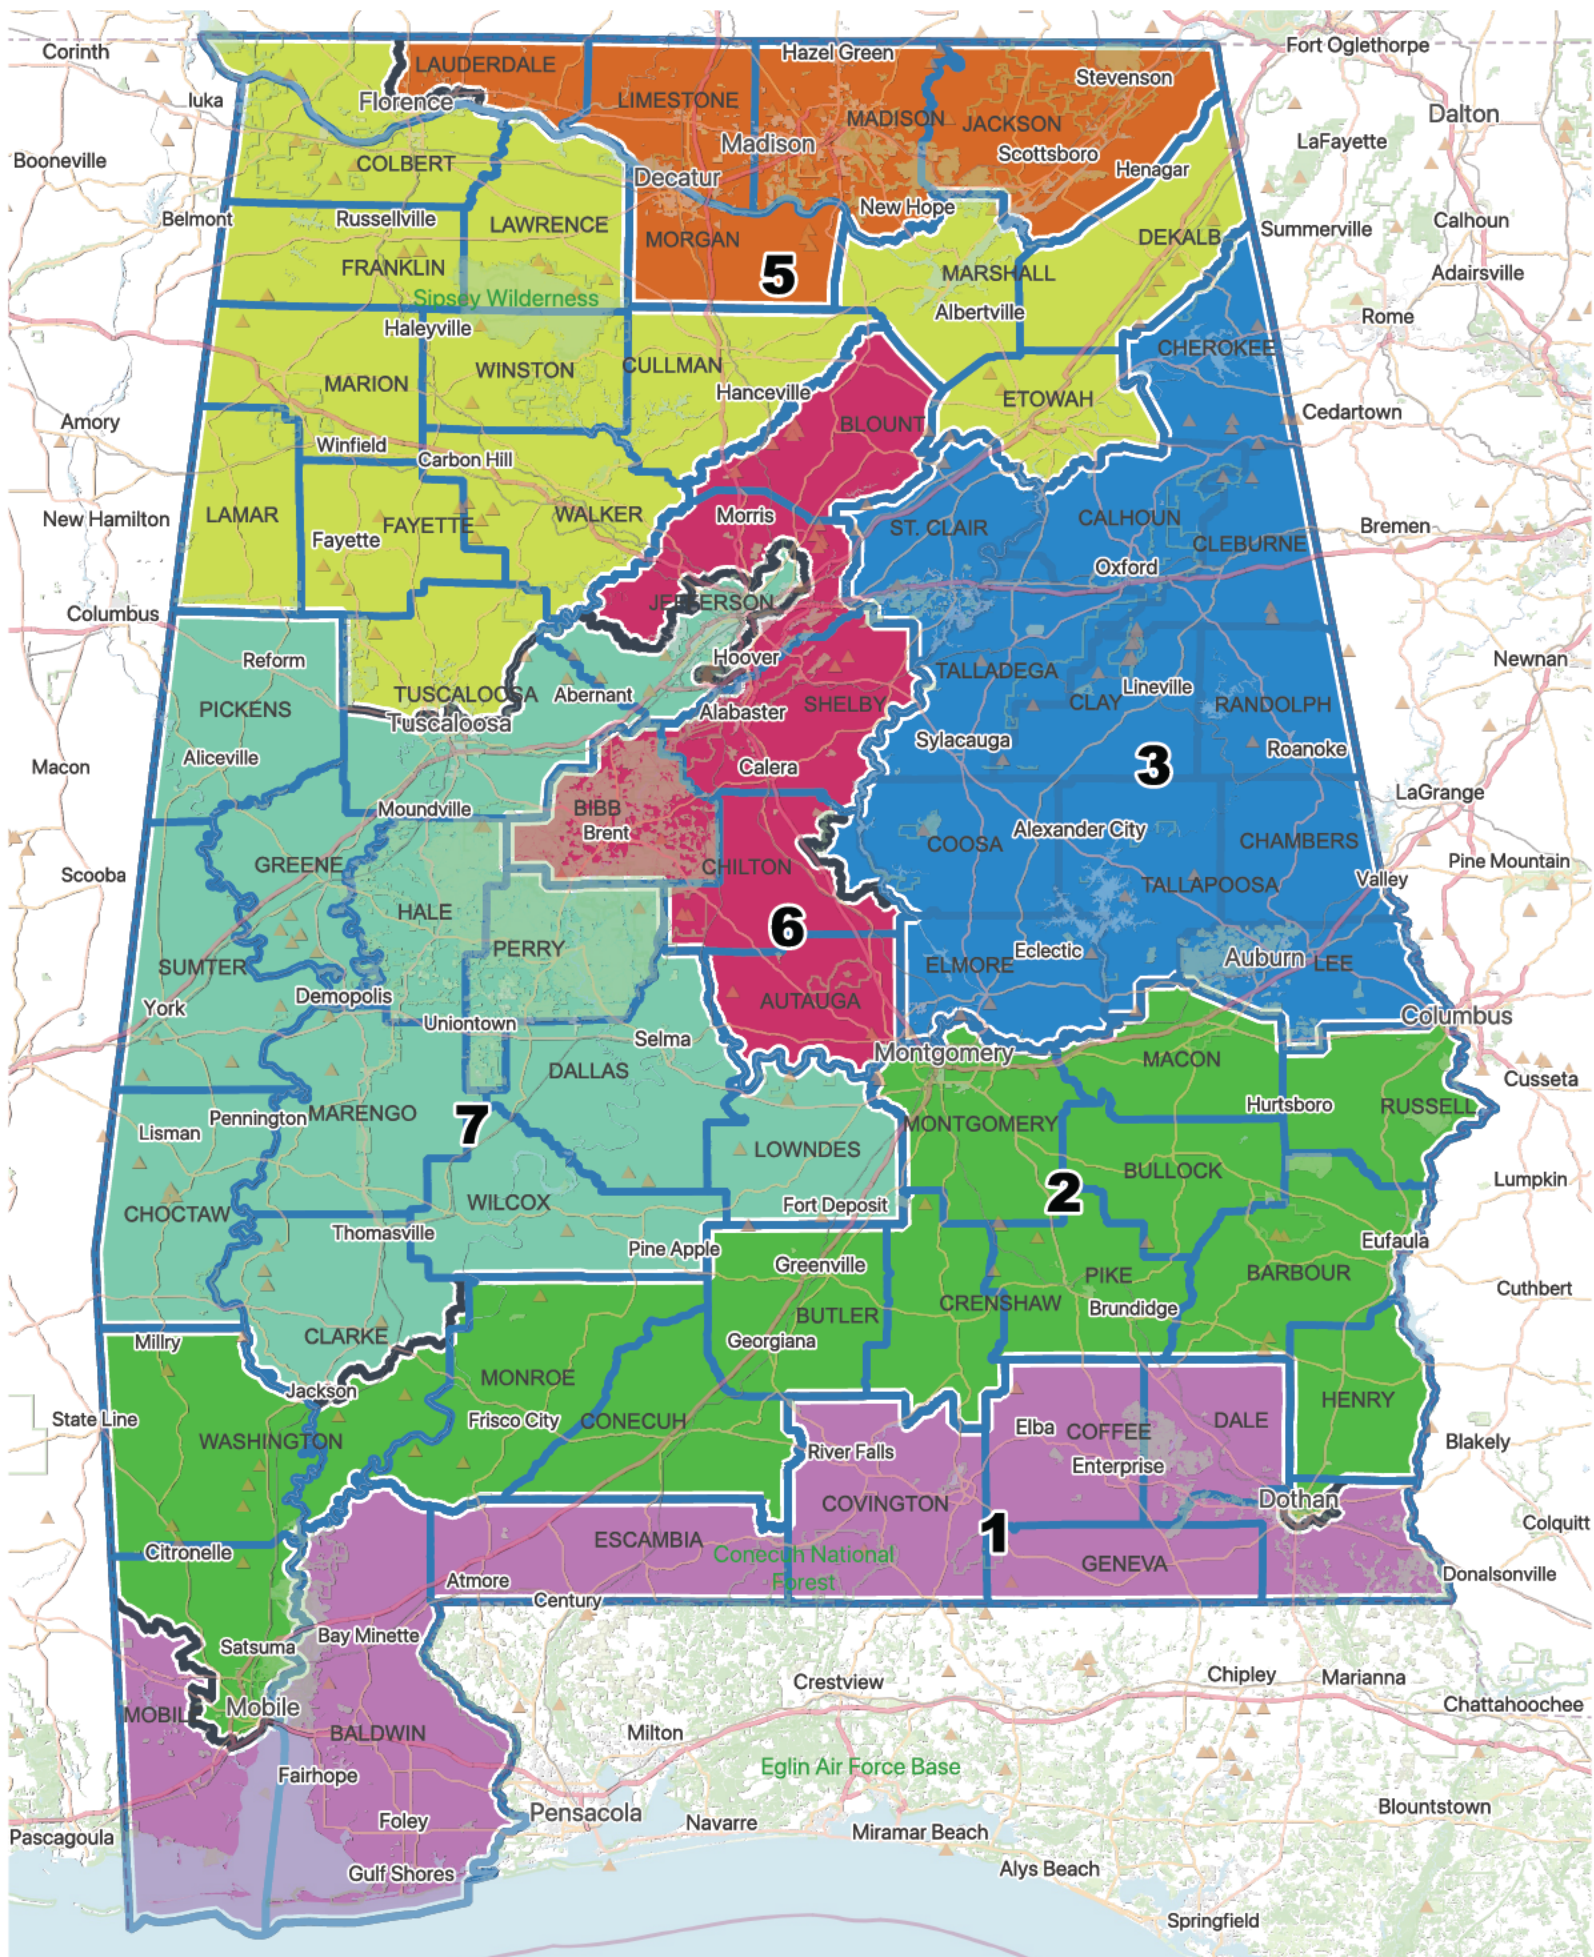 Corinth
Hazel Green
Fort Oglethorpe
LAUDERDALE
Stevenson
Iuka
Florence
LIMESTONE
MADISON
JACKSON
Dalton
Madison
LaFayette
Booneville
COLBERT
Scottsboro
Henagar
Decatur
Belmont
Russellville
LAWRENCE
New Hope
Summerville
Calhoun
MORGAN
DEKALB
FRANKLIN
5
MARSHALL
Adairsville
Sipsey Wilderness
Haleyville
Albertville
Rome
CHEROKEE
WINSTON
CULLMAN
MARION
Hanceville
ETOWAH
Cedartown
Amory
BLOUNT
Winfield
Carbon Hill
New Hamilton
LAMAR
Fayette
FAYETTE
WALKER
Morris
ST. CLAIR
CALHOUN
CLEBURNE
Bremen
Oxford
Columbus
JEFFERSON
Reform
Hoover
TALLADEGA
Newnan
PICKENS
TUSCALOOSA
Tuscaloosa
Abernant
Alabaster
SHELBY
CLAY
Lineville
RANDOLPH
Macon
Aliceville
Sylacauga
Calera
3
Roanoke
LaGrange
Moundville
BIBB
Brent
COOSA
Alexander City
CHAMBERS
Scooba
GREENE
CHILTON
TALLAPOOSA
Valley
Pine Mountain
HALE
6
PERRY
SUMTER
ELMORE
Eclectic
Auburn
LEE
York
Demopolis
AUTAUGA
Columbus
Uniontown
Selma
Montgomery
MACON
DALLAS
Cusseta
Pennington
MARENGO
7
Hurtsboro
RUSSELL
Lisman
MONTGOMERY
LOWNDES
BULLOCK
2
Lumpkin
CHOCTAW
WILCOX
Fort Deposit
Thomasville
Pine Apple
Greenville
Eufaula
PIKE
BARBOUR
Cuthbert
CRENSHAW
Brundidge
BUTLER
Millry
CLARKE
Georgiana
Jackson
MONROE
HENRY
State Line
Frisco City
CONECUH
Elba
COFFEE
DALE
WASHINGTON
River Falls
Enterprise
Blakely
COVINGTON
Dothan
1
Colquitt
Citronelle
ESCAMBIA
Conecuh National
Forest
GENEVA
Atmore
Donalsonville
Century
Satsuma
Bay Minette
Crestview
Chipley
Marianna
Chattahoochee
MOBIL
Mobile
BALDWIN
Milton
Eglin Air Force Base
Fairhope
Pensacola
Blountstown
Foley
Navarre
Miramar Beach
Pascagoula
Gulf Shores
Alys Beach
Springfield